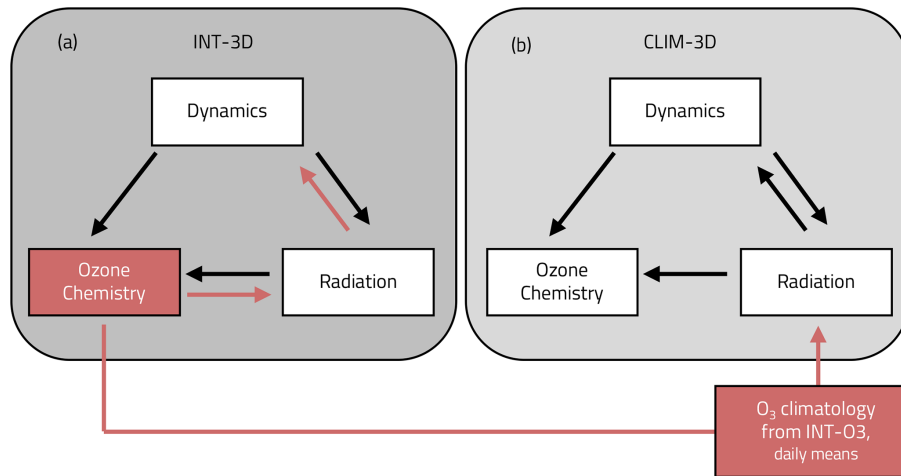 (a)
INT-3D
Dynamics
Ozone
Chemistry
Radiation
(b)
CLIM-3D
Dynamics
Ozone
Chemistry
Radiation
O₃ climatology
from INT-O3,
daily means